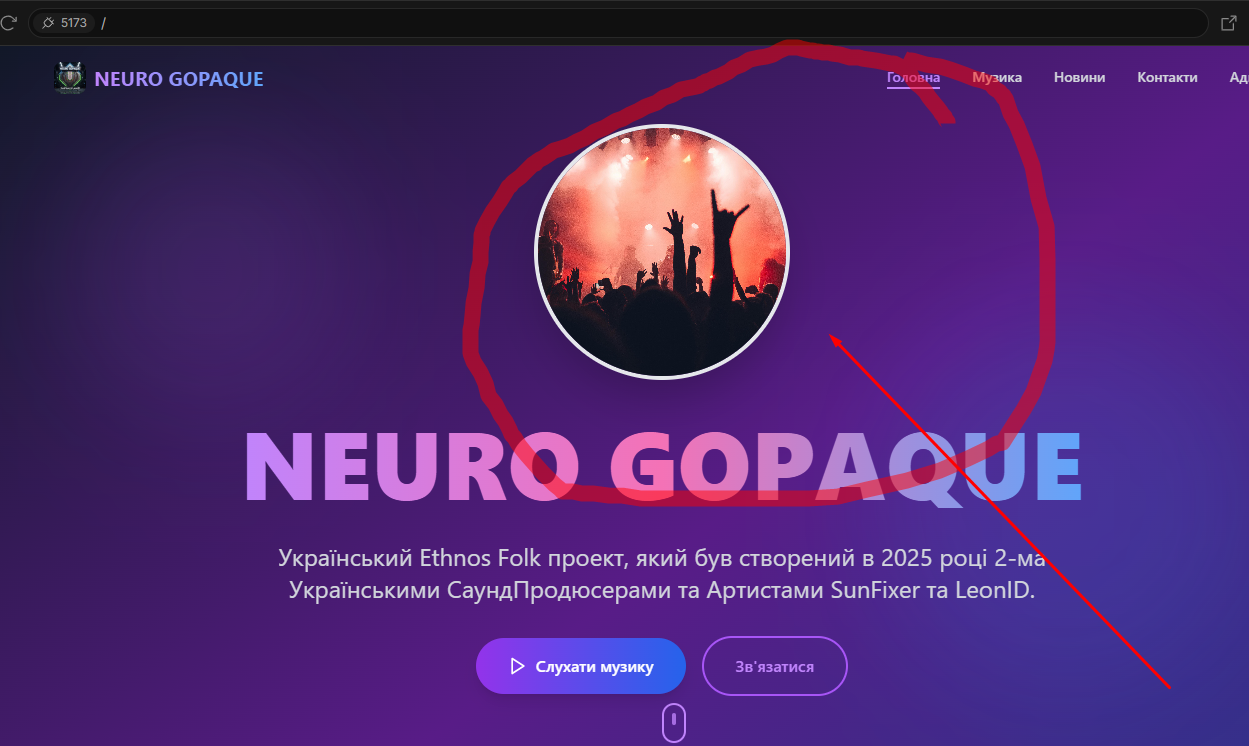 5173 /
NEURO GOPAQUE
Головна Музика Новини Контакти
NEURO GOPAQUE
Український Ethnos Folk проект, який був створений в 2025 році 2-ма
Українськими СаундПродюсерами та Артистами SunFixer та LeonID.
Слухати музику Зв'язатися